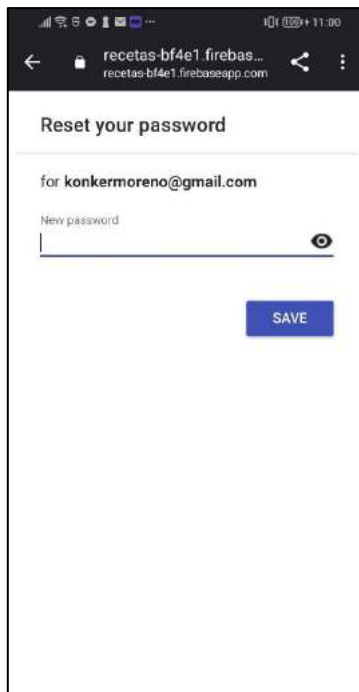 100 11:00
recetas-bf4e1.firebas...
recetas-bf4e1.firebaseapp.com
Reset your password
for konkermoreno@gmail.com
New password
SAVE